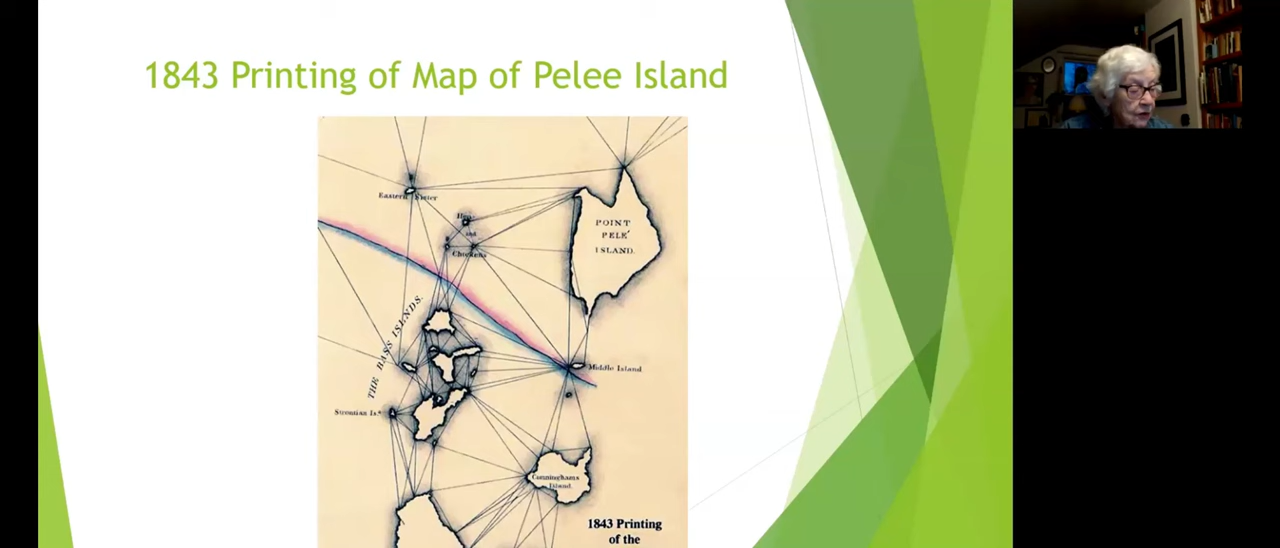 1843 Printing of Map of Pelee Island
Eastern Sister
Hen
and
Chickens
POINT
PELE'
ISLAND.
THE BASS ISLANDS.
Middle Island
Strontian Is.ᵈ
Cunninghams
Island.
1843 Printing
of the